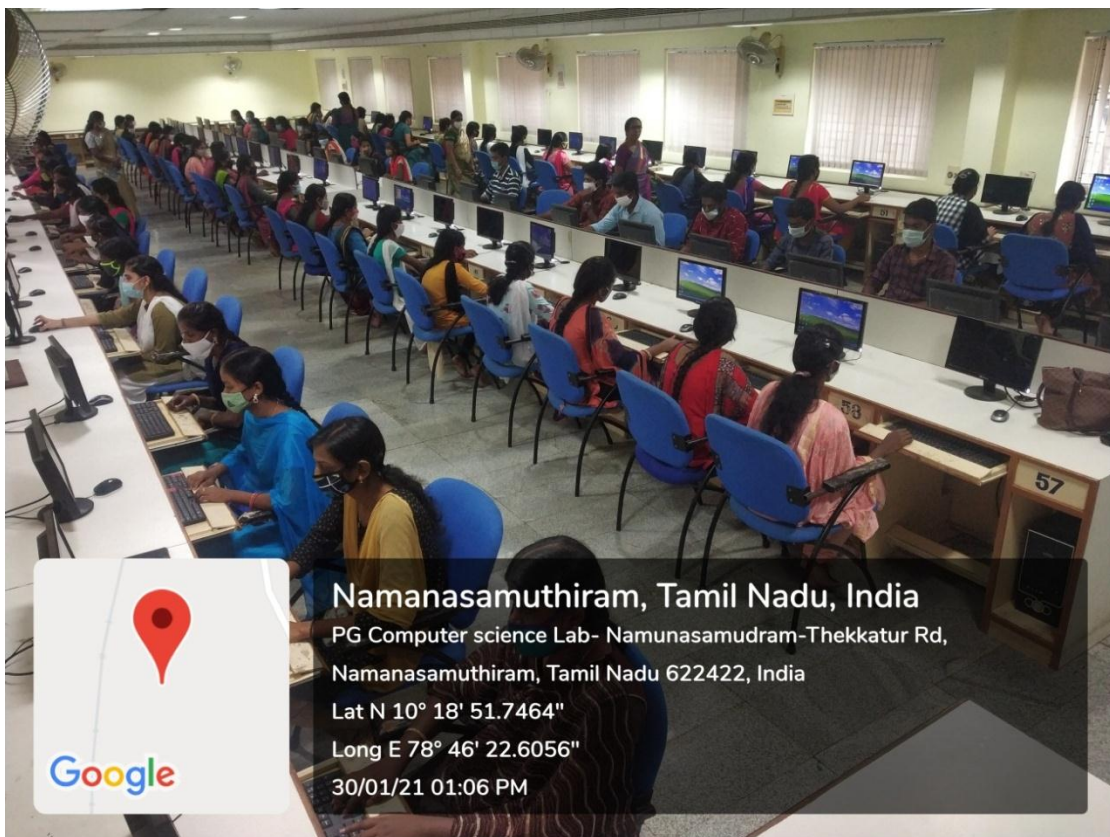 01
58
57
Namanasamuthiram, Tamil Nadu, India
PG Computer science Lab- Namunasamudram-Thekkatur Rd,
Namanasamuthiram, Tamil Nadu 622422, India
Lat N 10° 18' 51.7464"
Long E 78° 46' 22.6056"
30/01/21 01:06 PM
Google